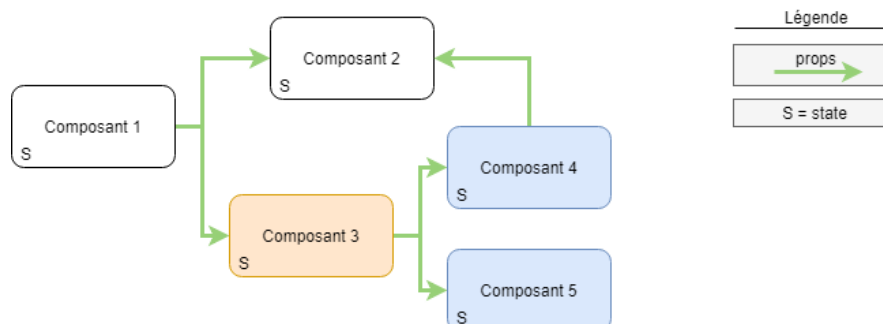 Légende
props
S = state
Composant 2
S
Composant 1
S
Composant 4
S
Composant 3
S
Composant 5
S